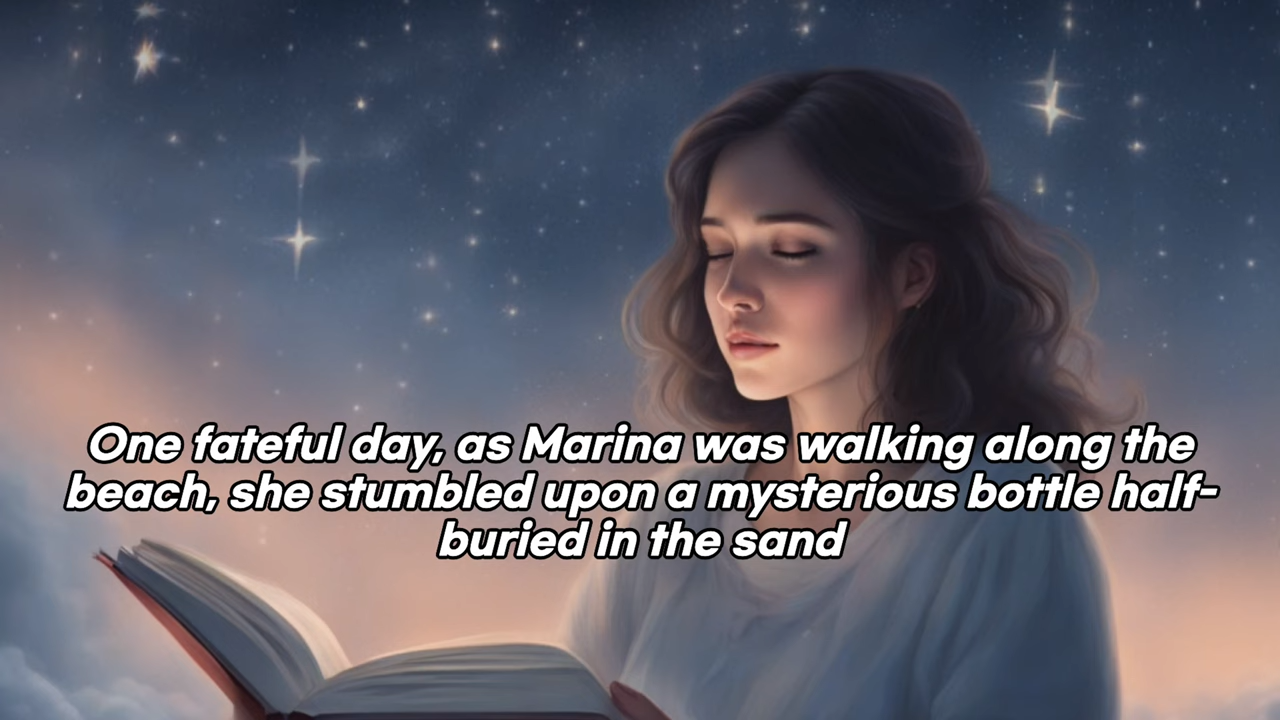 One fateful day, as Marina was walking along the
beach, she stumbled upon a mysterious bottle half-
buried in the sand